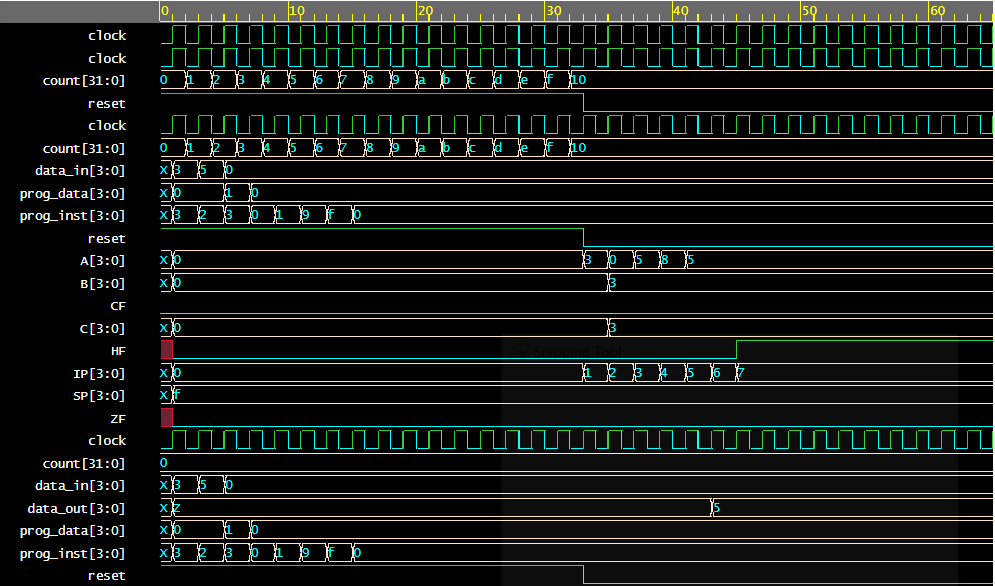 0 10 20 30 40 50 60
clock
clock
count[31:0] 0 1 2 3 4 5 6 7 8 9 a b c d e f 10
reset
clock
count[31:0] 0 1 2 3 4 5 6 7 8 9 a b c d e f 10
data_in[3:0] X 3 5 0
prog_data[3:0] X 0 1 0
prog_inst[3:0] X 3 2 3 0 1 9 f 0
reset
A[3:0] X 0 3 0 5 8 5
B[3:0] X 0 3
CF
C[3:0] X 0 3
HF
IP[3:0] X 0 1 2 3 4 5 6 7
SP[3:0] X f
ZF
clock
count[31:0] 0
data_in[3:0] X 3 5 0
data_out[3:0] X Z 5
prog_data[3:0] X 0 1 0
prog_inst[3:0] X 3 2 3 0 1 9 f 0
reset